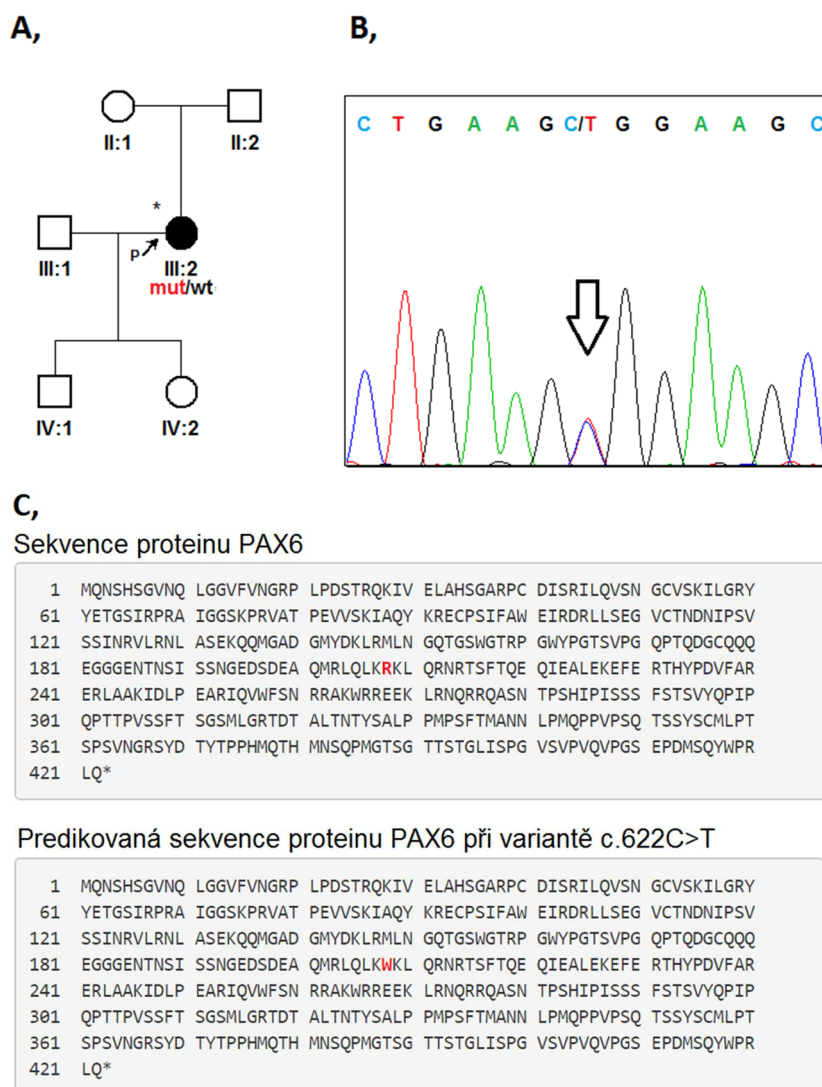 A,
B,
II:1 II:2
*
p
III:1 III:2
mut/wt
IV:1 IV:2
C T G A A G C/T G G A A G C
C,
Sekvence proteinu PAX6
1 MQNSHSGVNQ LGGVFVNGRP LPDSTRQKIV ELAHSGARPC DISRILQVSN GCVSKILGRY
61 YETGSIRPRA IGGSKPRVAT PEVVSKIAQY KRECPSIFAW EIRDRLLSEG VCTNDNIPSV
121 SSINRVLRNL ASEKQQMGAD GMYDKLRMLN GQTGSWGTRP GWYPGTSVPG QPTQDGCQQQ
181 EGGGENTNSI SSNGEDSDEA QMRLQLKRKL QRNRTSFTQE QIEALEKEFE RTHYPDVFAR
241 ERLAAKIDLP EARIQVWFSN RRAKWRREEK LRNQRRQASN TPSHIPISSS FSTSVYQPIP
301 QPTTPVSSFT SGSMLGRTDT ALTNTYSALP PMPSFTMANN LPMQPPVPSQ TSSYSCMLPT
361 SPSVNGRSYD TYTPPHMQTH MNSQPMGTSG TTSTGLISPG VSVPVQVPGS EPDMSQYWPR
421 LQ*
Predikovaná sekvence proteinu PAX6 při variantě c.622C>T
1 MQNSHSGVNQ LGGVFVNGRP LPDSTRQKIV ELAHSGARPC DISRILQVSN GCVSKILGRY
61 YETGSIRPRA IGGSKPRVAT PEVVSKIAQY KRECPSIFAW EIRDRLLSEG VCTNDNIPSV
121 SSINRVLRNL ASEKQQMGAD GMYDKLRMLN GQTGSWGTRP GWYPGTSVPG QPTQDGCQQQ
181 EGGGENTNSI SSNGEDSDEA QMRLQLKWKL QRNRTSFTQE QIEALEKEFE RTHYPDVFAR
241 ERLAAKIDLP EARIQVWFSN RRAKWRREEK LRNQRRQASN TPSHIPISSS FSTSVYQPIP
301 QPTTPVSSFT SGSMLGRTDT ALTNTYSALP PMPSFTMANN LPMQPPVPSQ TSSYSCMLPT
361 SPSVNGRSYD TYTPPHMQTH MNSQPMGTSG TTSTGLISPG VSVPVQVPGS EPDMSQYWPR
421 LQ*